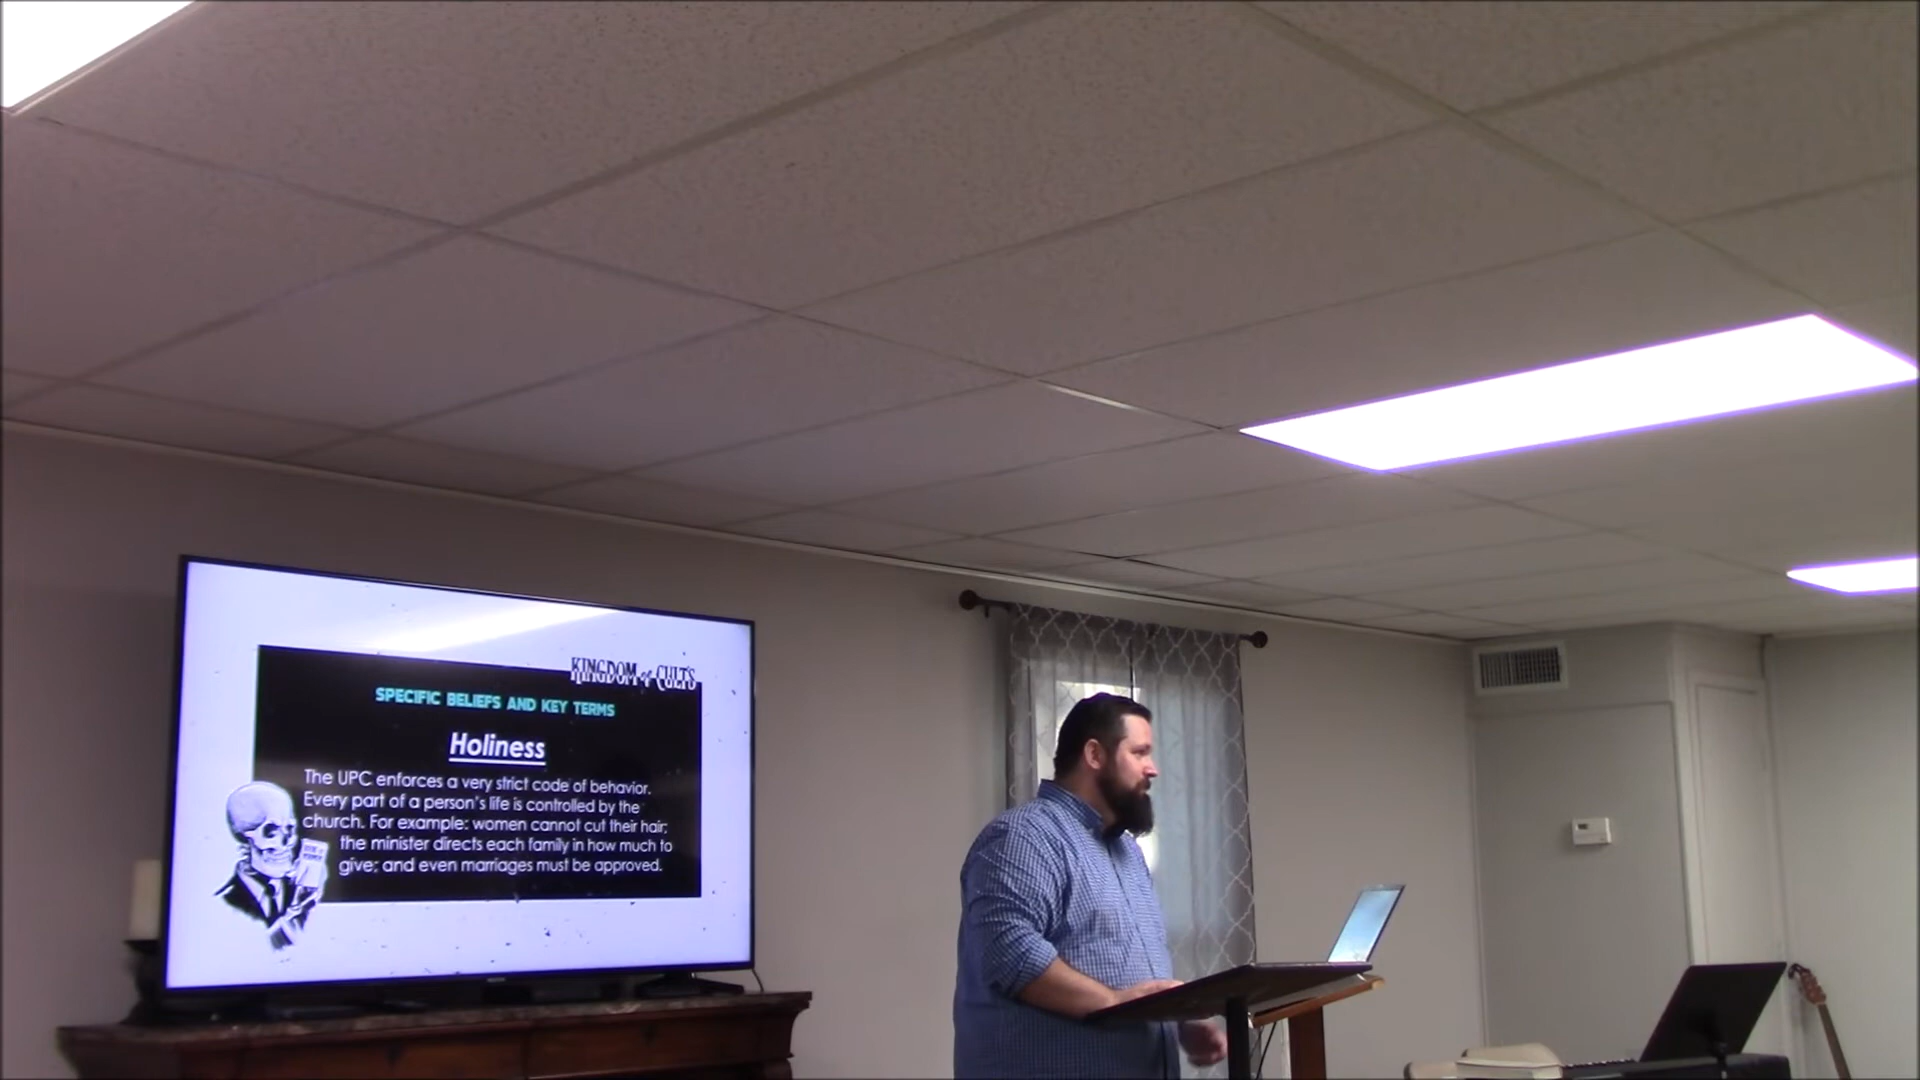 KINGDOM of CULTS
SPECIFIC BELIEFS AND KEY TERMS
Holiness
The UPC enforces a very strict code of behavior.
Every part of a person's life is controlled by the
church. For example: women cannot cut their hair;
the minister directs each family in how much to
give; and even marriages must be approved.